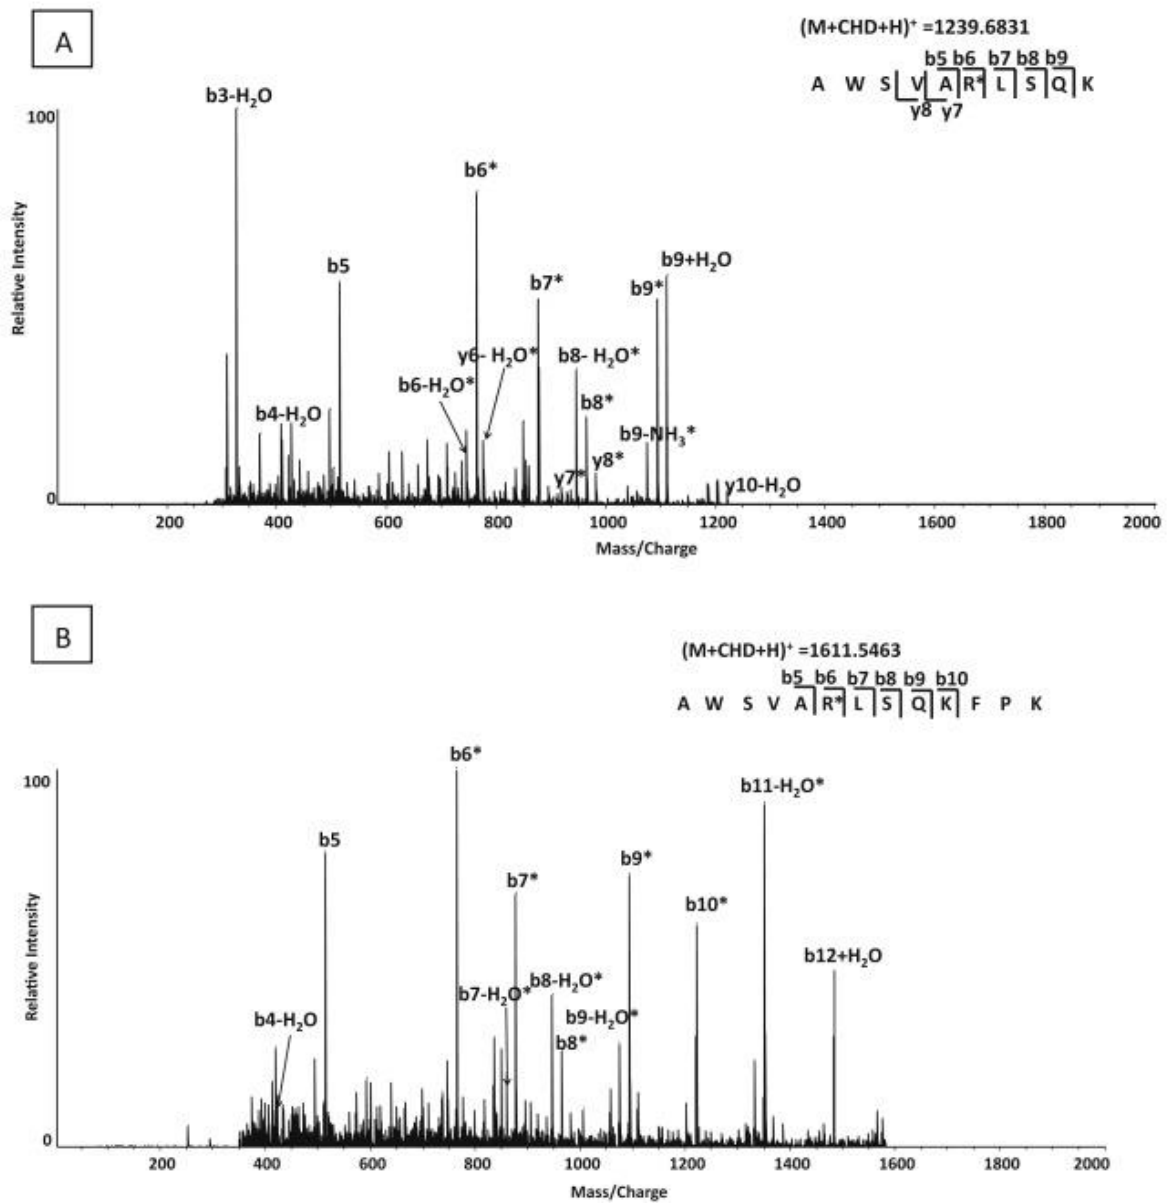 A
(M+CHD+H)⁺ =1239.6831
b5 b6 b7 b8 b9
A W S V A R* L S Q K
y8 y7
b3-H₂O
100
b6*
b9+H₂O
b5
b7*
b9*
y6- H₂O*
b8- H₂O*
b6-H₂O*
b4-H₂O
b8*
b9-NH₃*
y8*
y7*
y10-H₂O
0
200 400 600 800 1000 1200 1400 1600 1800 2000
Mass/Charge
Relative Intensity
B
(M+CHD+H)⁺ =1611.5463
b5 b6 b7 b8 b9 b10
A W S V A R* L S Q K F P K
b6*
100
b11-H₂O*
b5
b9*
b7*
b10*
b12+H₂O
b8-H₂O*
b7-H₂O*
b9-H₂O*
b4-H₂O
b8*
0
200 400 600 800 1000 1200 1400 1600 1800 2000
Mass/Charge
Relative Intensity